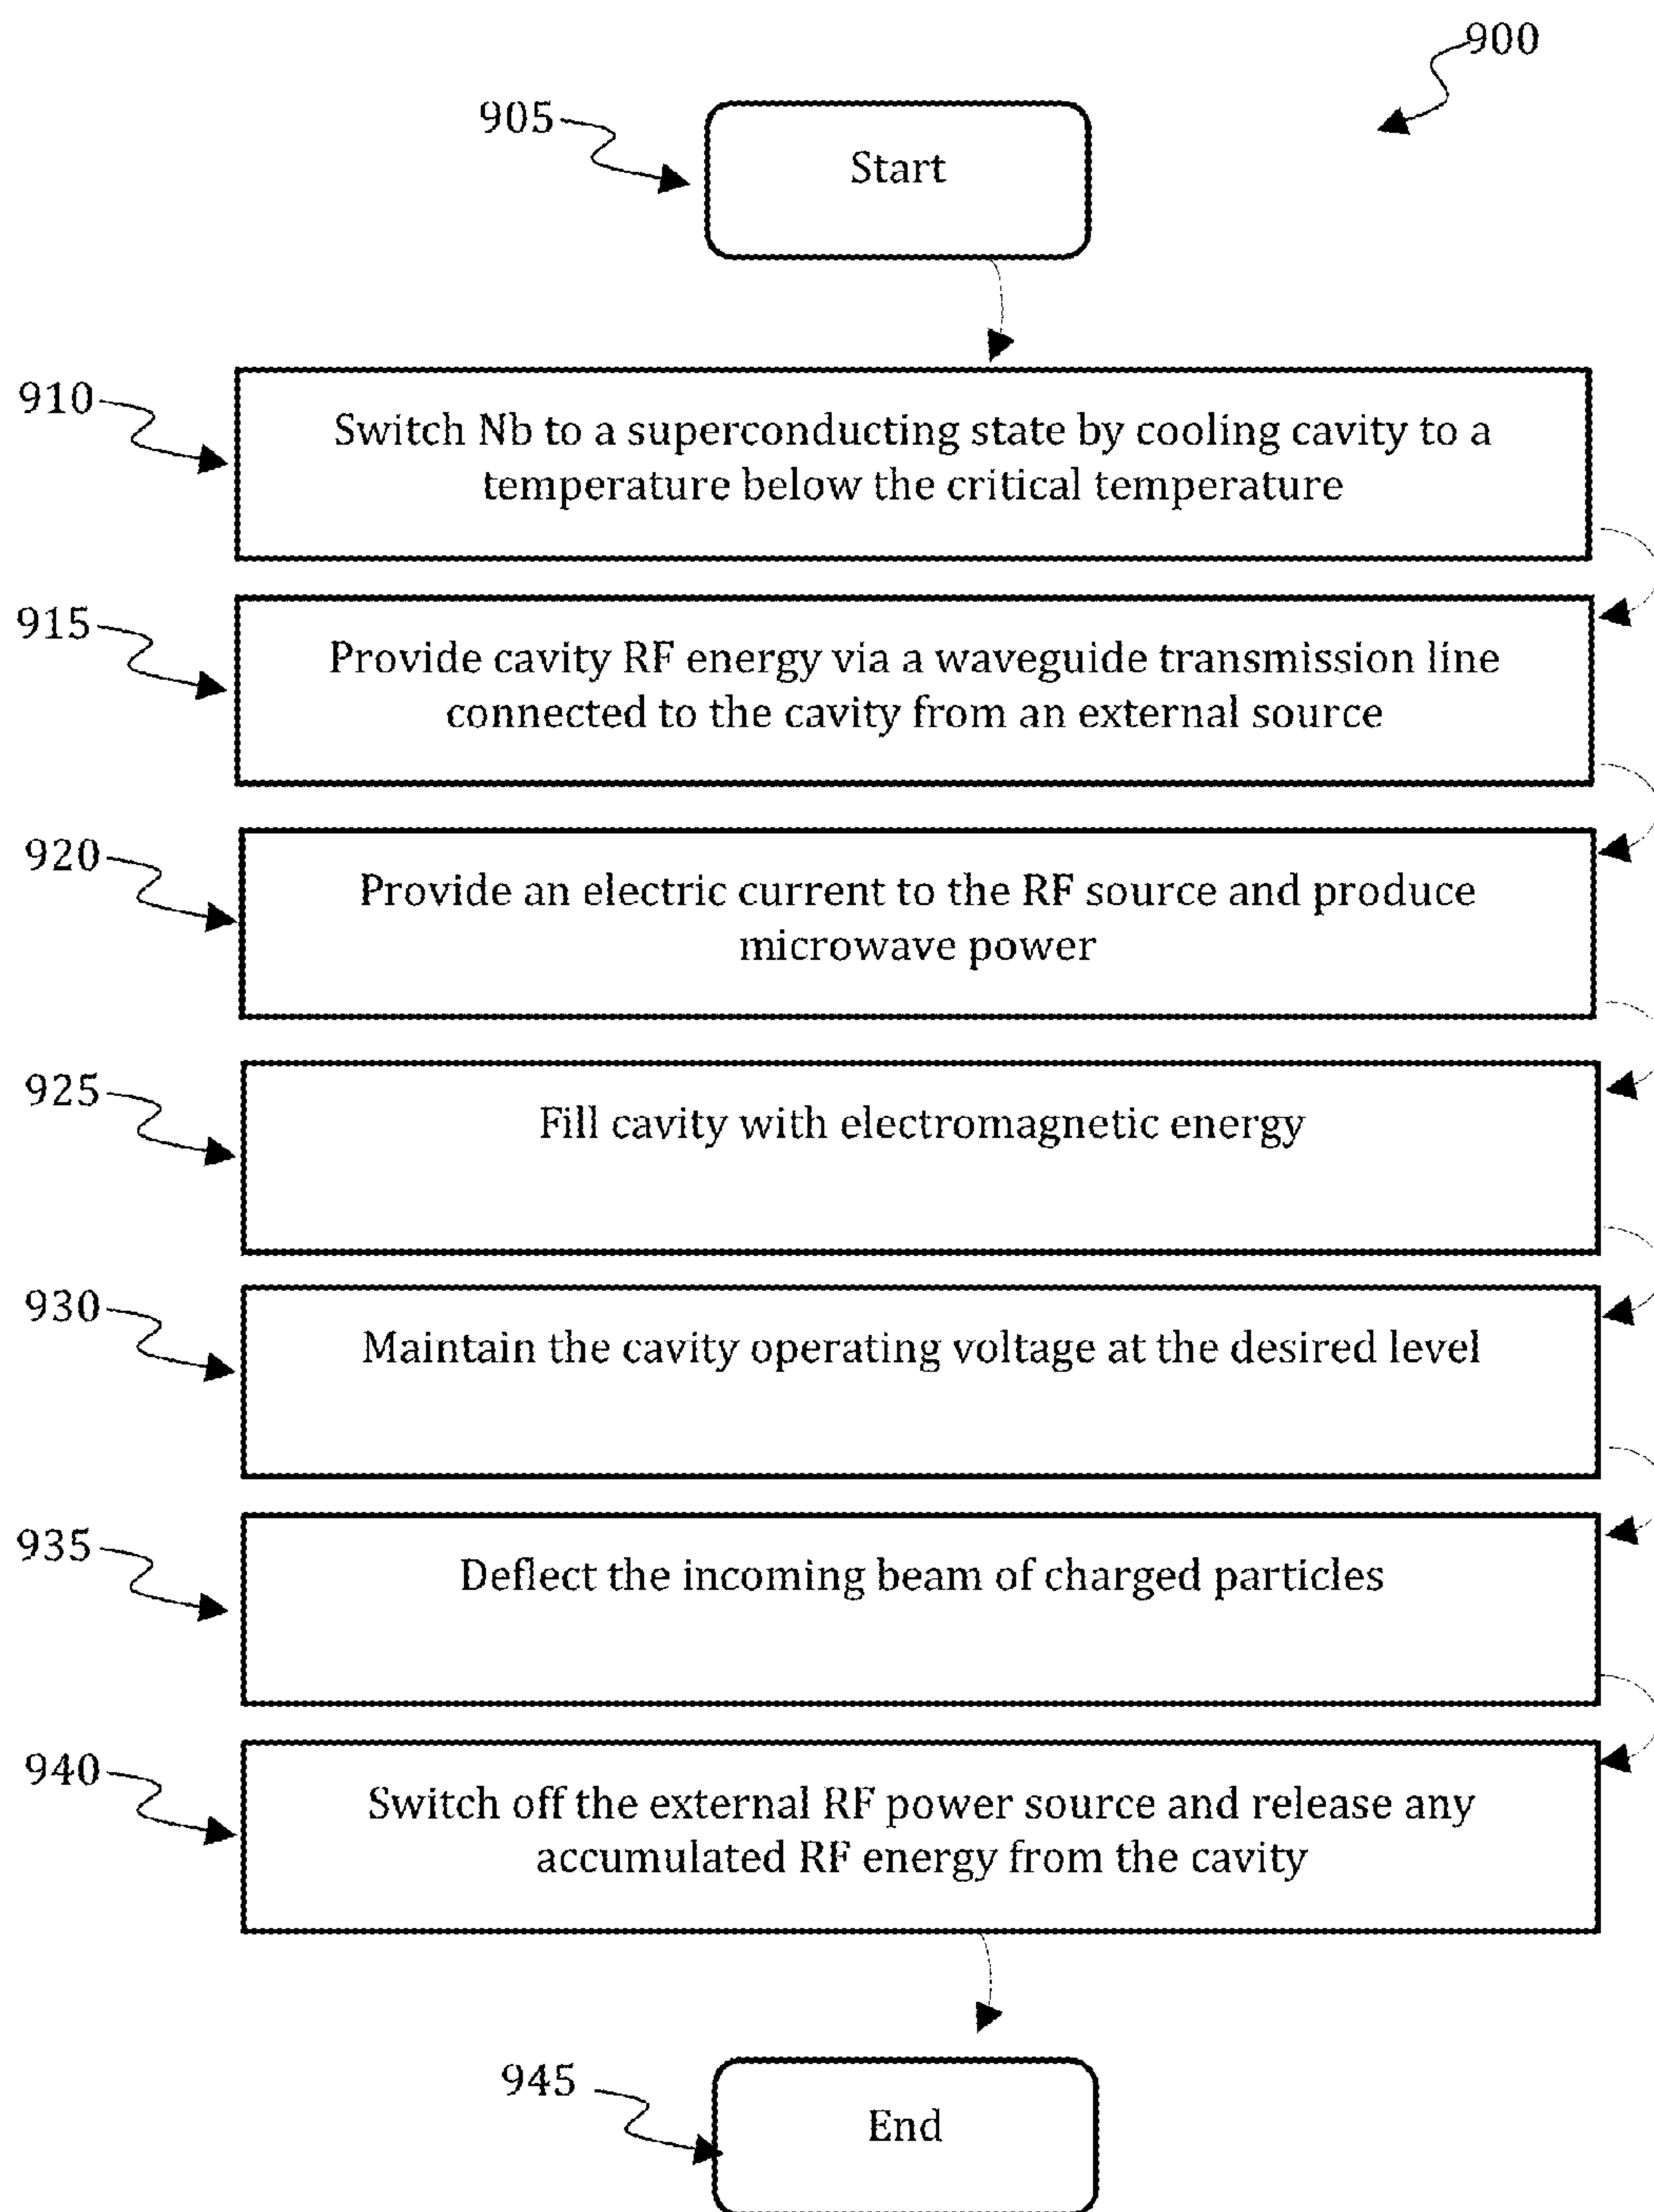 900
905
Start
910
Switch Nb to a superconducting state by cooling cavity to a
temperature below the critical temperature
915
Provide cavity RF energy via a waveguide transmission line
connected to the cavity from an external source
920
Provide an electric current to the RF source and produce
microwave power
925
Fill cavity with electromagnetic energy
930
Maintain the cavity operating voltage at the desired level
935
Deflect the incoming beam of charged particles
940
Switch off the external RF power source and release any
accumulated RF energy from the cavity
945
End